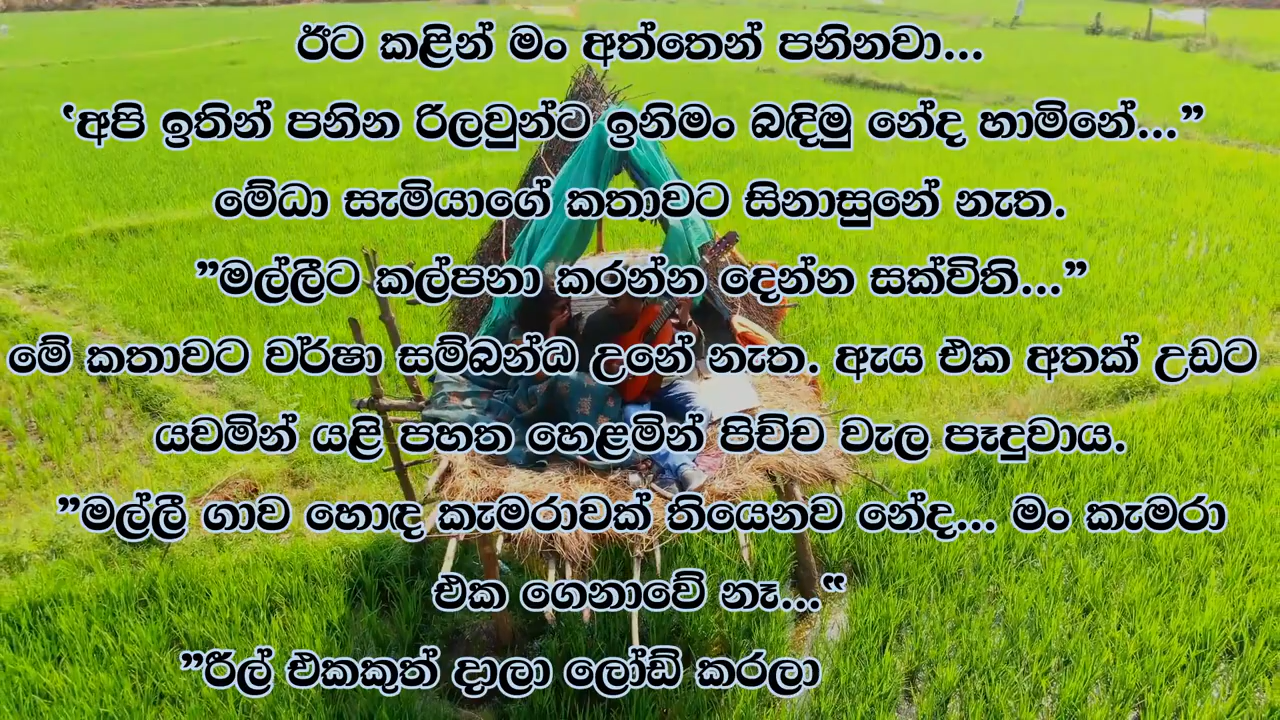 ඊට කළින් මං අත්තෙන් පනිනවා...
‘අපි ඉතින් පනින රිලවුන්ට ඉනිමං බඳිමු නේද හාමිනේ...”
මේධා සැමියාගේ කතාවට සිනාසුනේ නැත.
”මල්ලීට කල්පනා කරන්න දෙන්න සක්විති...”
මේ කතාවට වර්ෂා සම්බන්ධ උනේ නැත. ඇය එක අතක් උඩට
යවමින් යළි පහත හෙළමින් පිච්ච වැල පෑදුවාය.
”මල්ලී ගාව හොඳ කැමරාවක් තියෙනව නේද... මං කැමරා
එක ගෙනාවේ නෑ...“
”රීල් එකකුත් දාලා ලෝඩ් කරලා